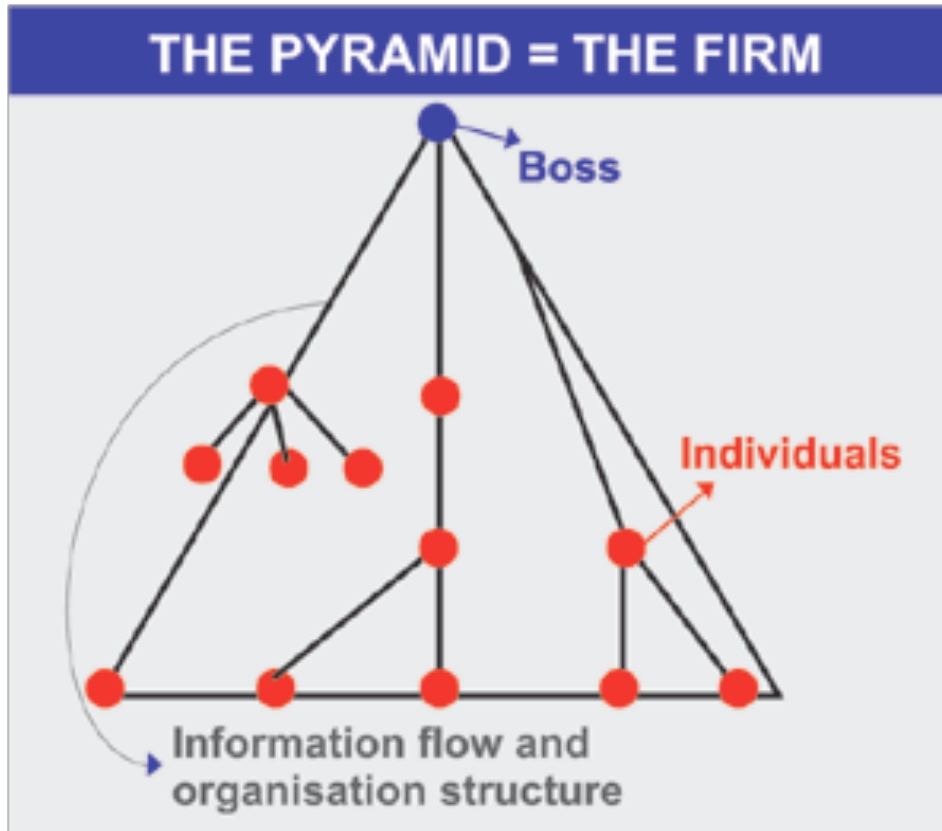 THE PYRAMID = THE FIRM
Boss
Individuals
Information flow and
organisation structure